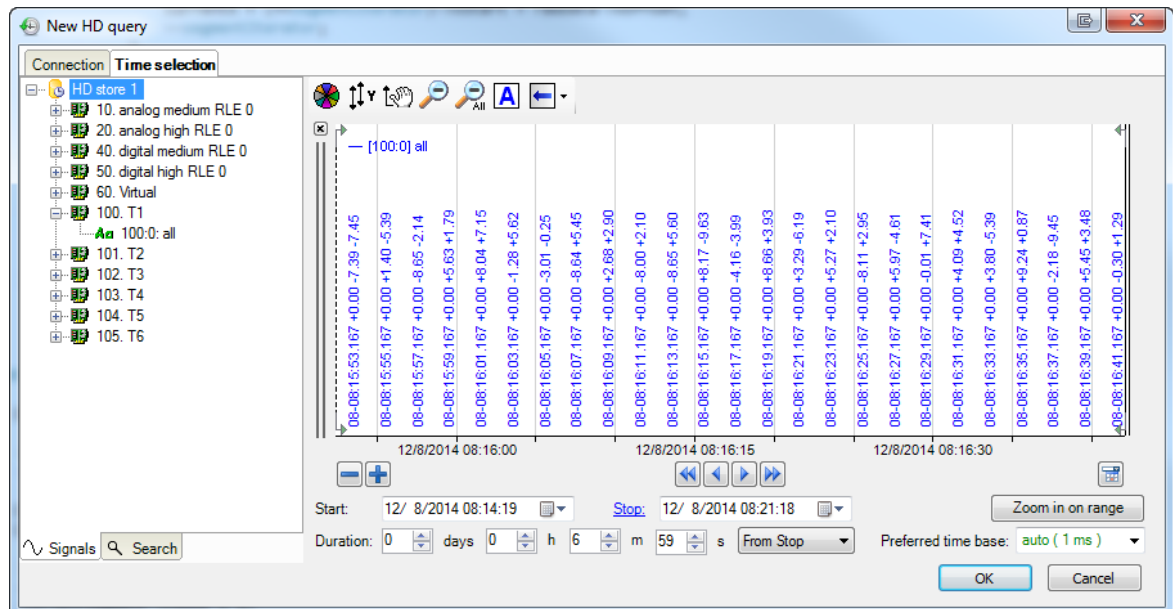 New HD query
Connection Time selection
HD store 1
10. analog medium RLE 0
20. analog high RLE 0
40. digital medium RLE 0
50. digital high RLE 0
60. Virtual
100. T1
Aa 100:0: all
101. T2
102. T3
103. T4
104. T5
105. T6
Signals Search
Y All A
[100:0] all
08-08:15:53.167 +0.00 -7.39 -7.45
08-08:15:55.167 +0.00 +1.40 -5.39
08-08:15:57.167 +0.00 -8.65 -2.14
08-08:15:59.167 +0.00 +5.63 +1.79
08-08:16:01.167 +0.00 +8.04 +7.15
08-08:16:03.167 +0.00 -1.28 +5.62
08-08:16:05.167 +0.00 -3.01 -0.25
08-08:16:07.167 +0.00 -8.64 +5.45
08-08:16:09.167 +0.00 +2.68 +2.90
08-08:16:11.167 +0.00 -8.00 +2.10
08-08:16:13.167 +0.00 -8.65 +5.60
08-08:16:15.167 +0.00 +8.17 -9.63
08-08:16:17.167 +0.00 -4.16 -3.99
08-08:16:19.167 +0.00 +8.66 +3.93
08-08:16:21.167 +0.00 +3.29 -6.19
08-08:16:23.167 +0.00 +5.27 +2.10
08-08:16:25.167 +0.00 -8.11 +2.95
08-08:16:27.167 +0.00 +5.97 -4.61
08-08:16:29.167 +0.00 -0.01 +7.41
08-08:16:31.167 +0.00 +4.09 +4.52
08-08:16:33.167 +0.00 +3.80 -5.39
08-08:16:35.167 +0.00 +9.24 +0.87
08-08:16:37.167 +0.00 -2.18 -9.45
08-08:16:39.167 +0.00 +5.45 +3.48
08-08:16:41.167 +0.00 -0.30 +1.29
12/8/2014 08:16:00 12/8/2014 08:16:15 12/8/2014 08:16:30
Start: 12/ 8/2014 08:14:19 Stop: 12/ 8/2014 08:21:18 Zoom in on range
Duration: 0 days 0 h 6 m 59 s From Stop Preferred time base: auto ( 1 ms )
OK Cancel